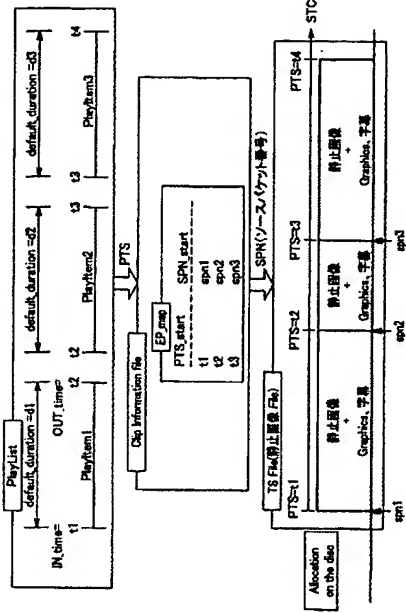 PlayList
default_duration =d1
default_duration =d2
default_duration =d3
IN_time=
OUT_time=
t1
t2
t2
t3
t3
t4
PlayItem1
PlayItem2
PlayItem3
PTS
Clip Information file
EP_map
PTS_start
SPN_start
t1
spn1
t2
spn2
t3
spn3
SPN(ソースパケット番号)
TS File(静止画像 File)
STC
PTS=t1
PTS=t2
PTS=t3
PTS=t4
静止画像
+
Graphics、字幕
静止画像
+
Graphics、字幕
静止画像
+
Graphics、字幕
Allocation
on the disc
spn1
spn2
spn3